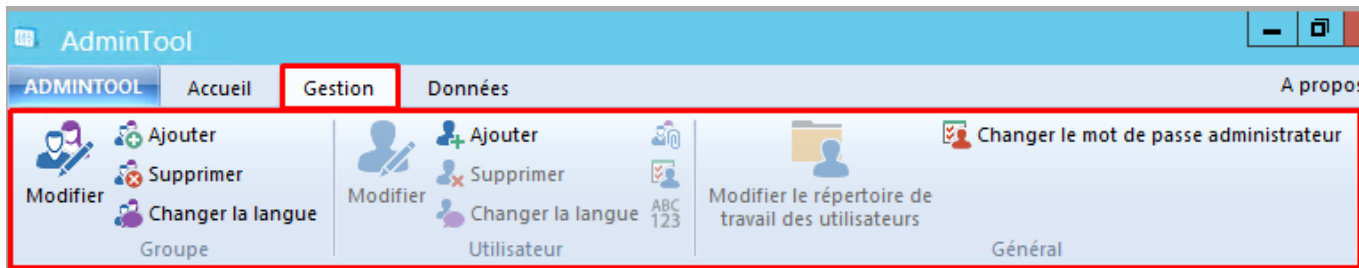 AdminTool
ADMINTOOL Accueil Gestion Données A propos
Modifier
Ajouter
Supprimer
Changer la langue
Groupe
Modifier
Ajouter
Supprimer
Changer la langue
ABC
123
Utilisateur
Modifier le répertoire de
travail des utilisateurs
Changer le mot de passe administrateur
Général